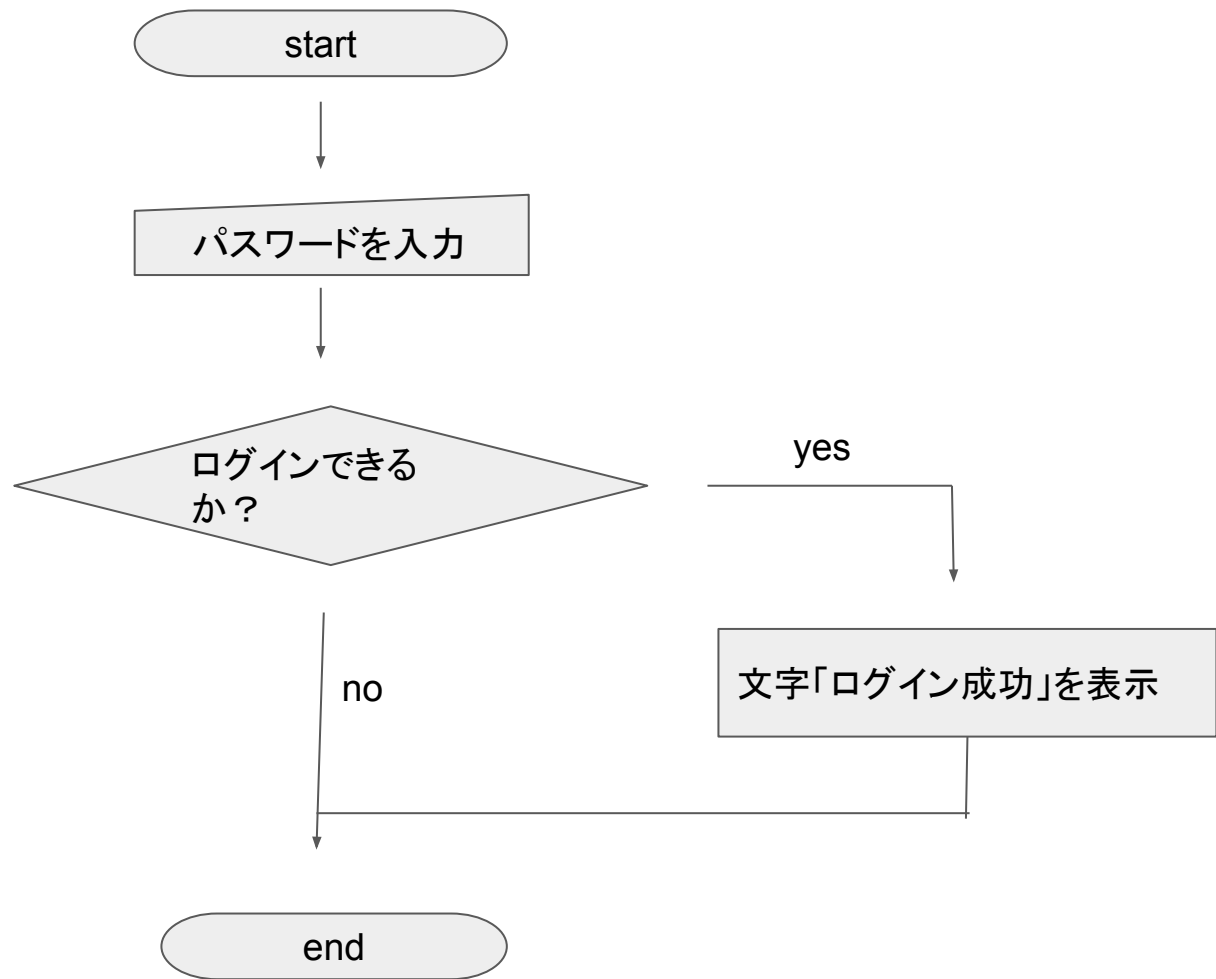 start
パスワードを入力
ログインできる
か？
yes
no
文字「ログイン成功」を表示
end